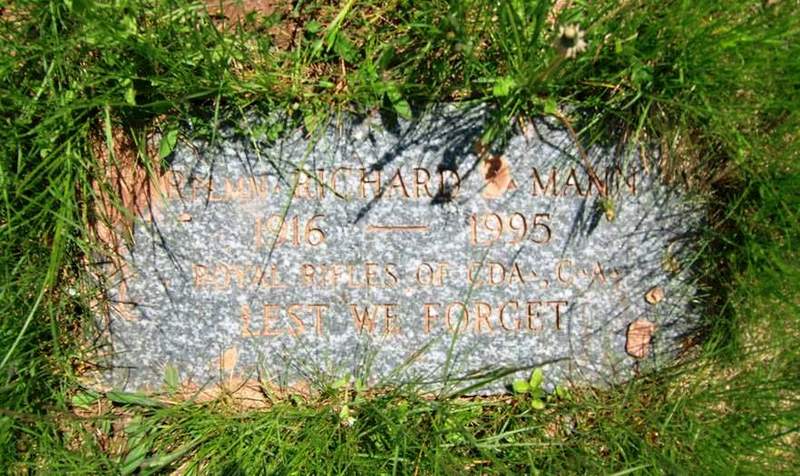 RFLMN RICHARD MANN
1916 — 1995
ROYAL RIFLES OF CDA., C.A.
LEST WE FORGET